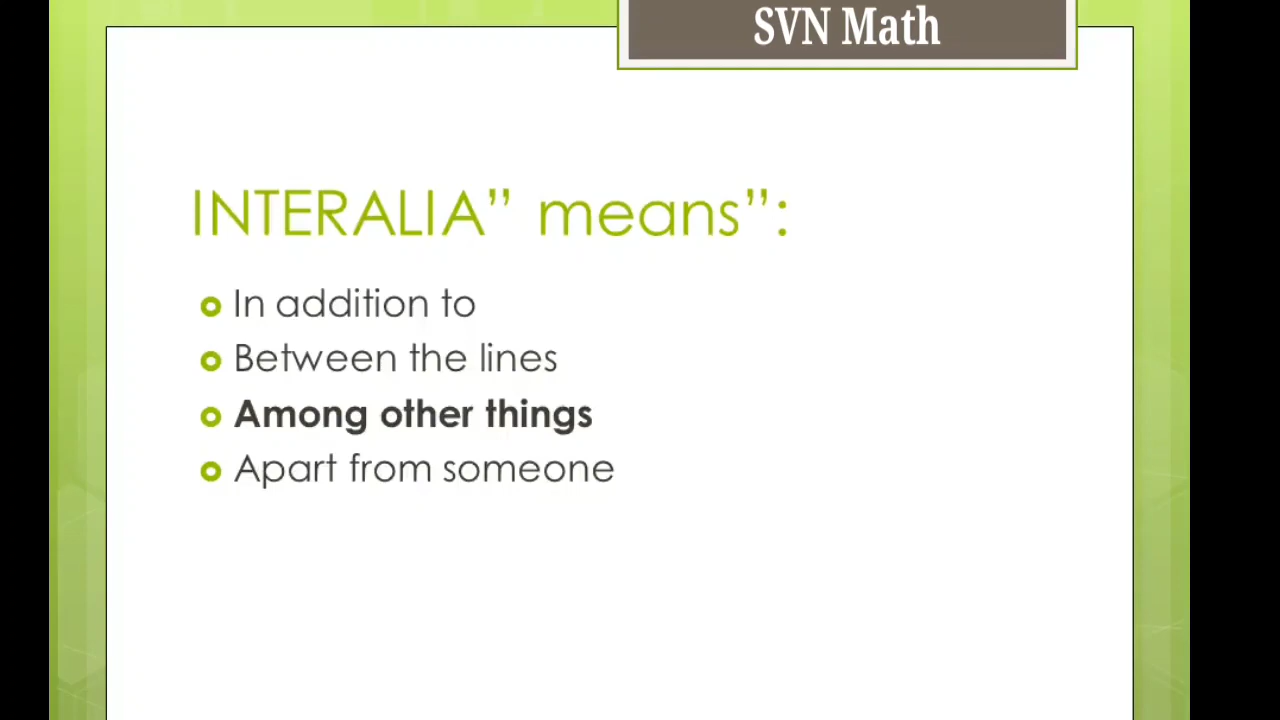 SVN Math
INTERALIA” means”:
In addition to
Between the lines
Among other things
Apart from someone